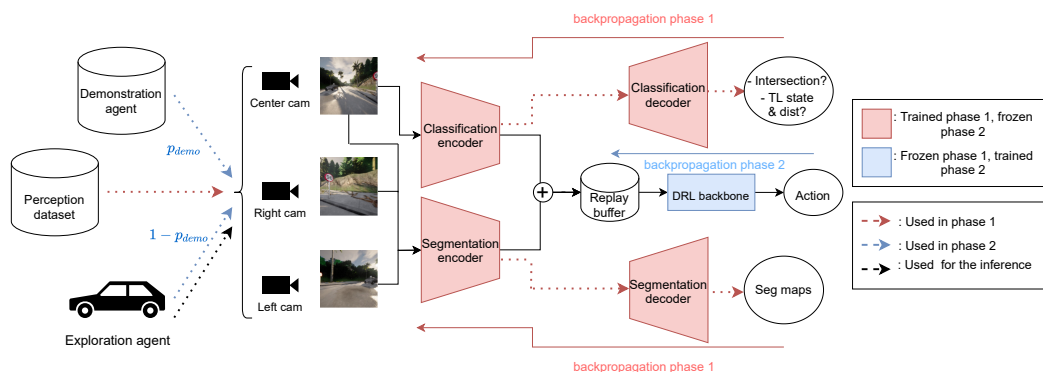 backpropagation phase 1
Demonstration
agent
p_demo
Perception
dataset
1 − p_demo
Exploration agent
Center cam
Right cam
Left cam
Classification
encoder
Segmentation
encoder
+
Classification
decoder
- Intersection?
- TL state
& dist?
backpropagation phase 2
Replay
buffer
DRL backbone
Action
Segmentation
decoder
Seg maps
backpropagation phase 1
: Trained phase 1, frozen
phase 2
: Frozen phase 1, trained
phase 2
: Used in phase 1
: Used in phase 2
: Used for the inference